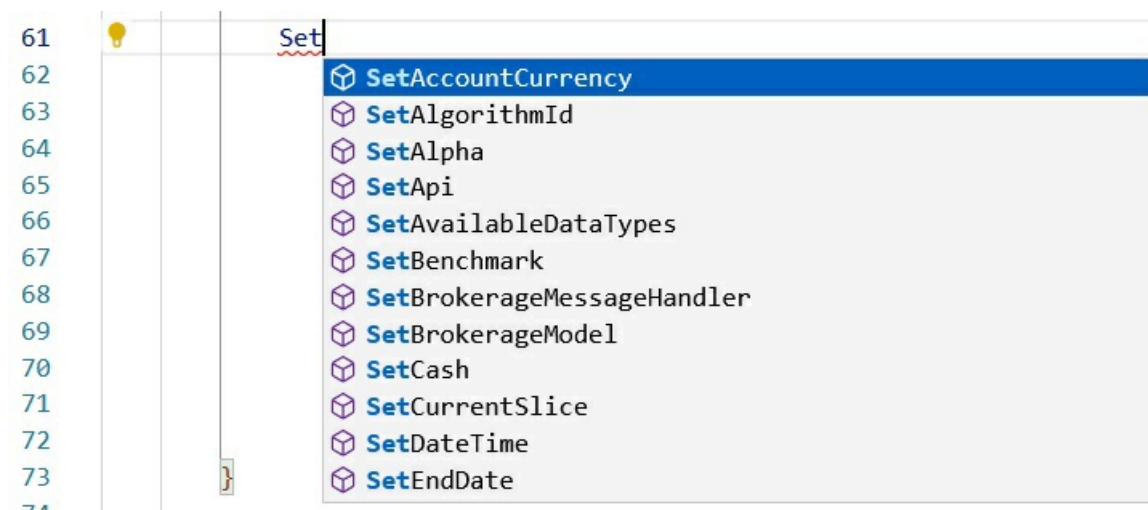 61 Set
62 SetAccountCurrency
63 SetAlgorithmId
64 SetAlpha
65 SetApi
66 SetAvailableDataTypes
67 SetBenchmark
68 SetBrokerageMessageHandler
69 SetBrokerageModel
70 SetCash
71 SetCurrentSlice
72 SetDateTime
73 } SetEndDate